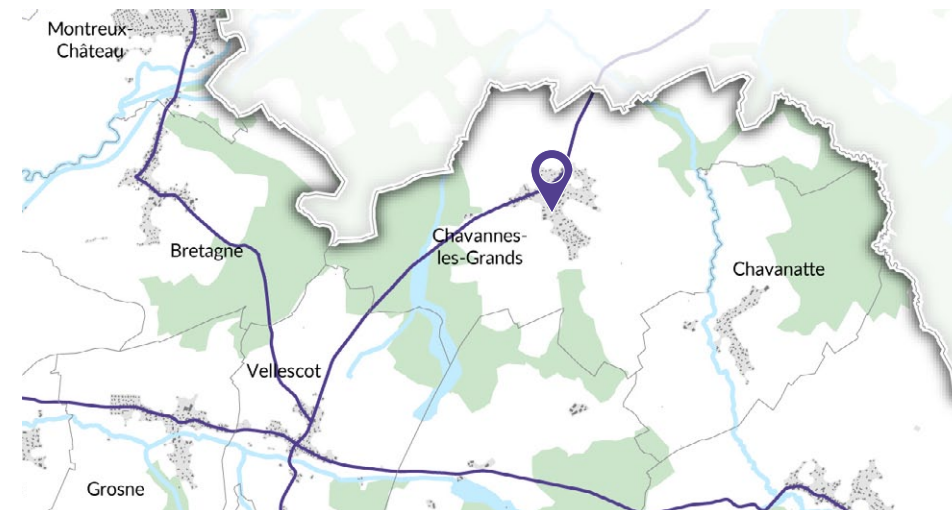 Montreux-
Château
Bretagne
Chavannes-
les-Grands
Chavanatte
Vellescot
Grosne